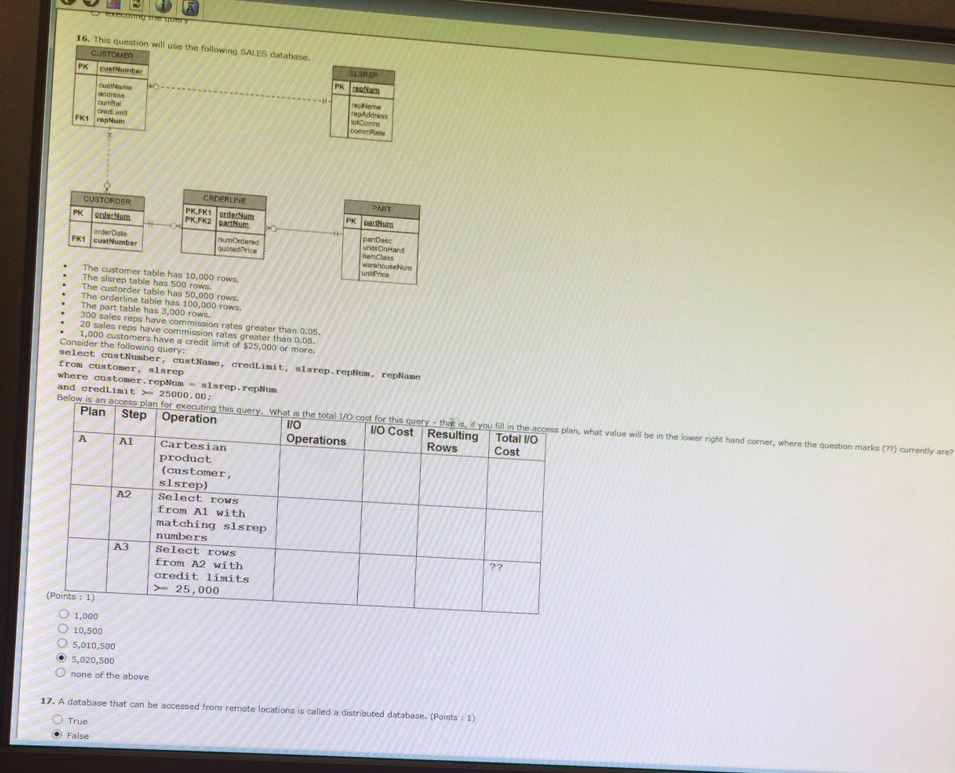 executing the query
16. This question will use the following SALES database.
CUSTOMER
PK custNumber
custName
address
currBal
credLimit
FK1 repNum
SLSREP
PK repNum
repName
repAddress
totComm
commRate
CUSTORDER
PK orderNum
orderDate
FK1 custNumber
ORDERLINE
PK,FK1 orderNum
PK,FK2 partNum
numOrdered
quotedPrice
PART
PK partNum
partDesc
unitsOnHand
itemClass
warehouseNum
unitPrice
• The customer table has 10,000 rows.
• The slsrep table has 500 rows.
• The custorder table has 50,000 rows.
• The orderline table has 100,000 rows.
• The part table has 3,000 rows.
• 300 sales reps have commission rates greater than 0.05.
• 20 sales reps have commission rates greater than 0.08.
• 1,000 customers have a credit limit of $25,000 or more.
Consider the following query:
select custNumber, custName, credLimit, slsrep.repNum, repName
from customer, slsrep
where customer.repNum = slsrep.repNum
and credLimit >= 25000.00;
Below is an access plan for executing this query. What is the total I/O cost for this query - that is, if you fill in the access plan, what value will be in the lower right hand corner, where the question marks (??) currently are?
Plan Step Operation I/O Operations I/O Cost Resulting Rows Total I/O Cost
A A1 Cartesian
product
(customer,
slsrep)
A2 Select rows
from A1 with
matching slsrep
numbers
A3 Select rows
from A2 with
credit limits
>= 25,000
??
(Points : 1)
1,000
10,500
5,010,500
5,020,500
none of the above
17. A database that can be accessed from remote locations is called a distributed database. (Points : 1)
True
False